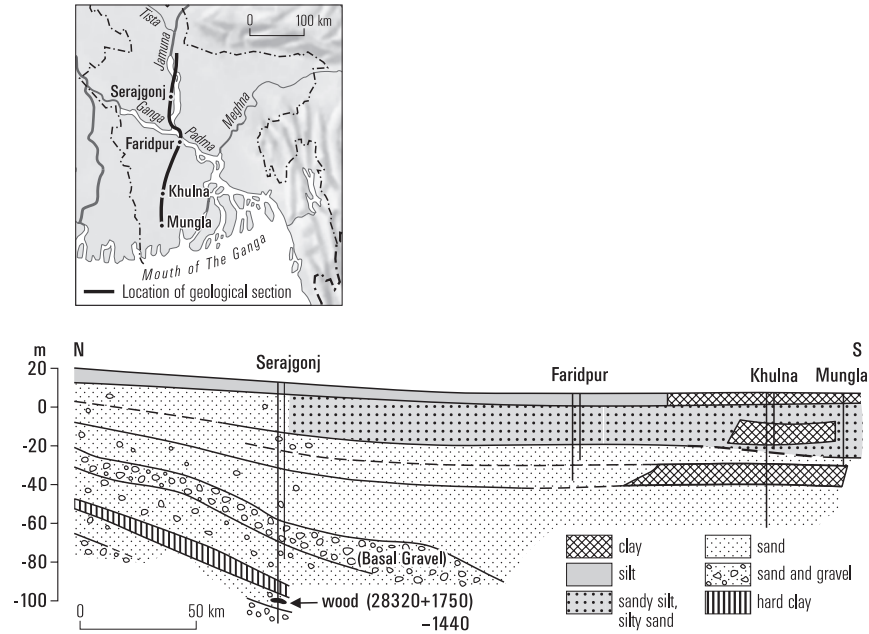 0 100 km
Tista
Jamuna
Serajgonj
Ganga
Padma
Meghna
Faridpur
Khulna
Mungla
Mouth of The Ganga
Location of geological section
m N S
Serajgonj
Faridpur
Khulna Mungla
20
0
-20
-40
-60
-80
-100
(Basal Gravel)
wood (28320+1750)
–1440
0 50 km
clay
silt
sandy silt,
silty sand
sand
sand and gravel
hard clay